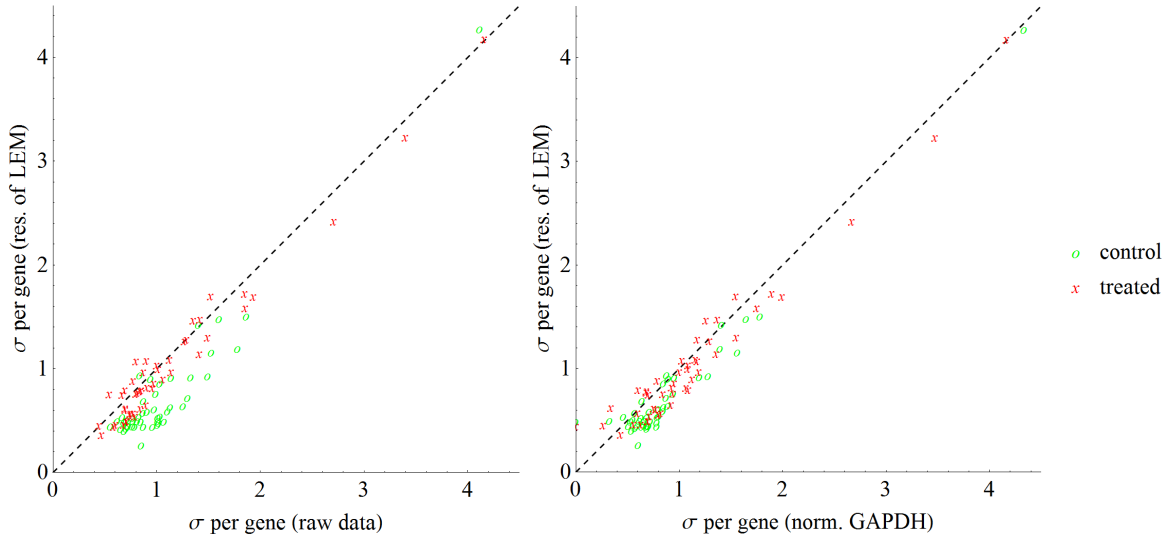 4
3
2
1
0
0 1 2 3 4
σ per gene (res. of LEM)
σ per gene (raw data)
4
3
2
1
0
0 1 2 3 4
σ per gene (res. of LEM)
σ per gene (norm. GAPDH)
o control
x treated